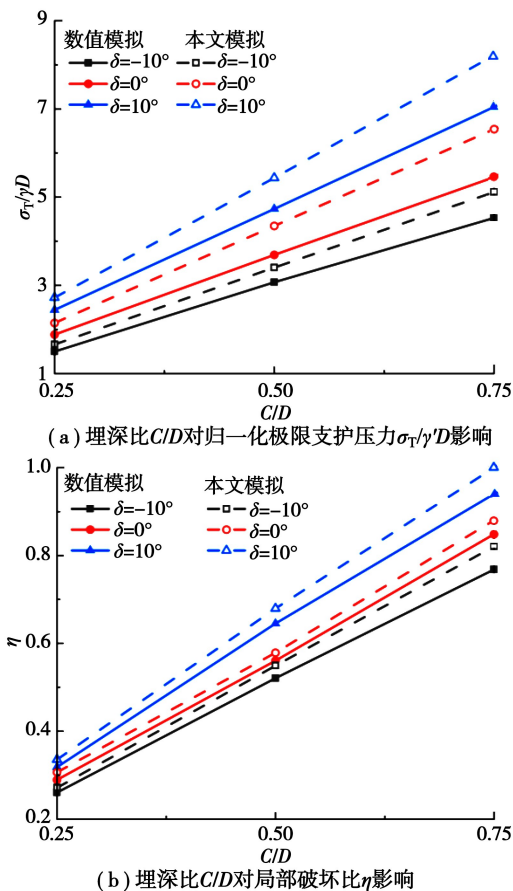 9
7
5
3
1
σT/γD
数值模拟 本文模拟
δ=−10° δ=−10°
δ=0° δ=0°
δ=10° δ=10°
0.25 0.50 0.75
C/D
(a)埋深比C/D对归一化极限支护压力σT/γ′D影响
1.0
0.8
0.6
0.4
0.2
η
数值模拟 本文模拟
δ=−10° δ=−10°
δ=0° δ=0°
δ=10° δ=10°
0.25 0.50 0.75
C/D
(b)埋深比C/D对局部破坏比η影响